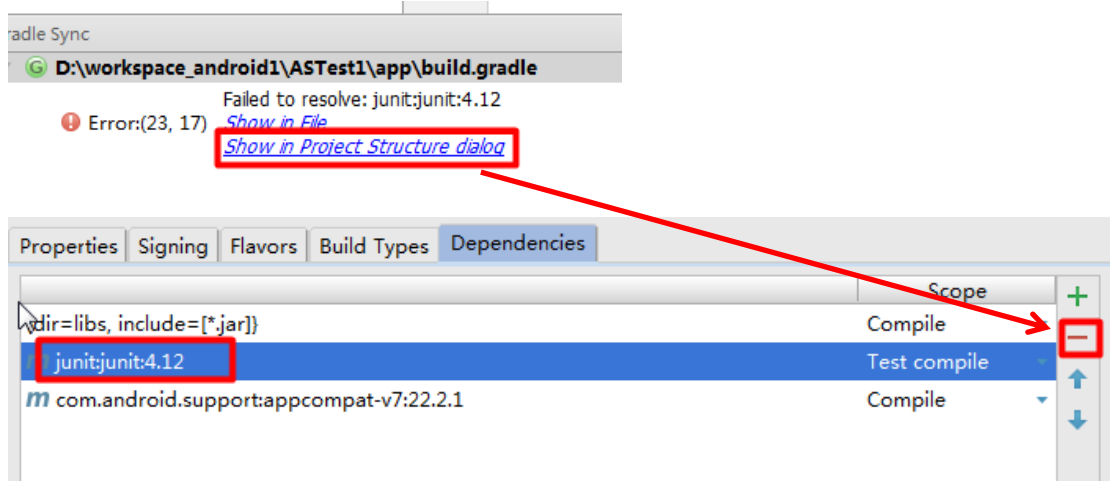 radle Sync
D:\workspace_android1\ASTest1\app\build.gradle
Failed to resolve: junit:junit:4.12
Error:(23, 17) Show in File
Show in Project Structure dialog
Properties Signing Flavors Build Types Dependencies
Scope
dir=libs, include=[*.jar]} Compile
m junit:junit:4.12 Test compile
m com.android.support:appcompat-v7:22.2.1 Compile